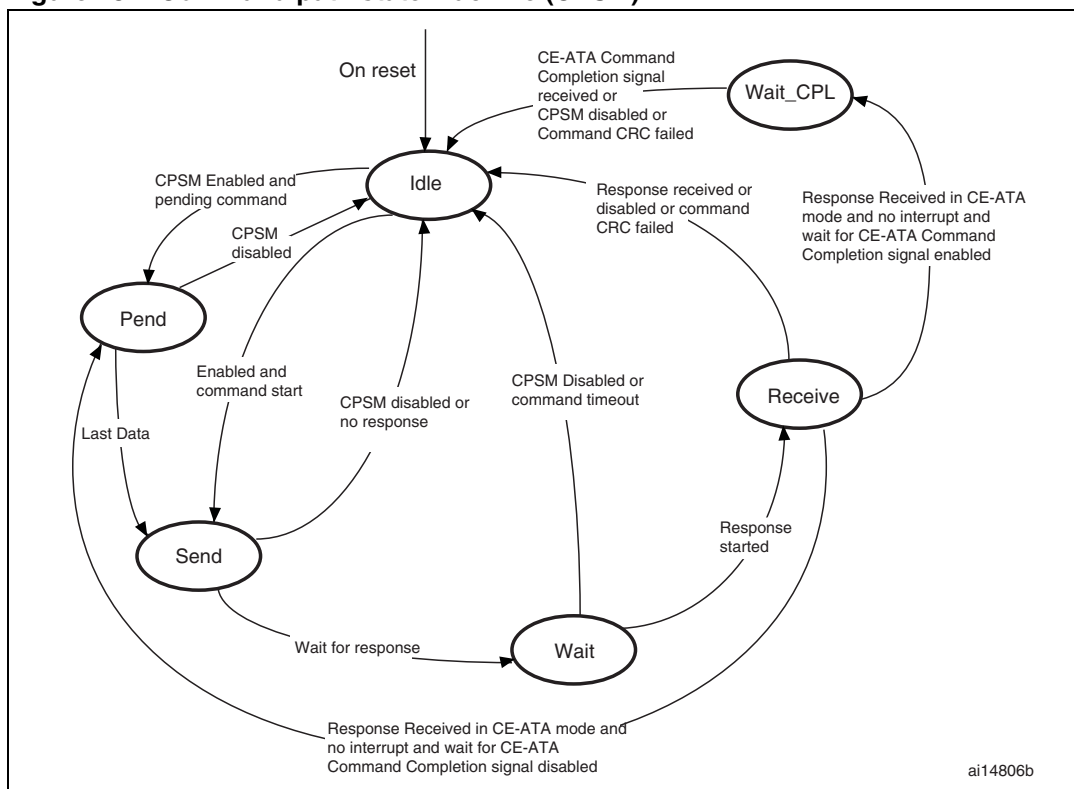 On reset
CE-ATA Command
Completion signal
received or
CPSM disabled or
Command CRC failed
Wait_CPL
Idle
CPSM Enabled and
pending command
CPSM
disabled
Response received or
disabled or command
CRC failed
Response Received in CE-ATA
mode and no interrupt and
wait for CE-ATA Command
Completion signal enabled
Pend
Enabled and
command start
CPSM disabled or
no response
CPSM Disabled or
command timeout
Receive
Last Data
Send
Response
started
Wait for response
Wait
Response Received in CE-ATA mode and
no interrupt and wait for CE-ATA
Command Completion signal disabled
ai14806b